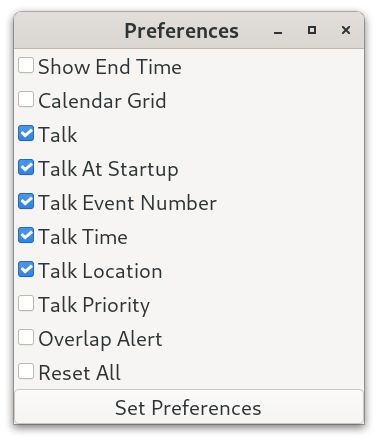 Preferences
Show End Time
Calendar Grid
Talk
Talk At Startup
Talk Event Number
Talk Time
Talk Location
Talk Priority
Overlap Alert
Reset All
Set Preferences